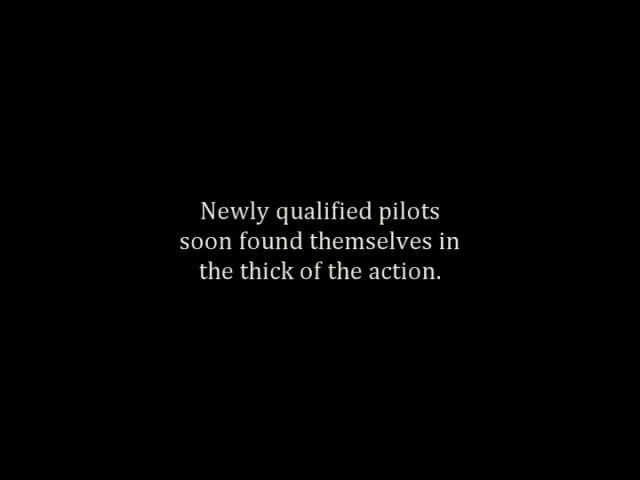 Newly qualified pilots
soon found themselves in
the thick of the action.